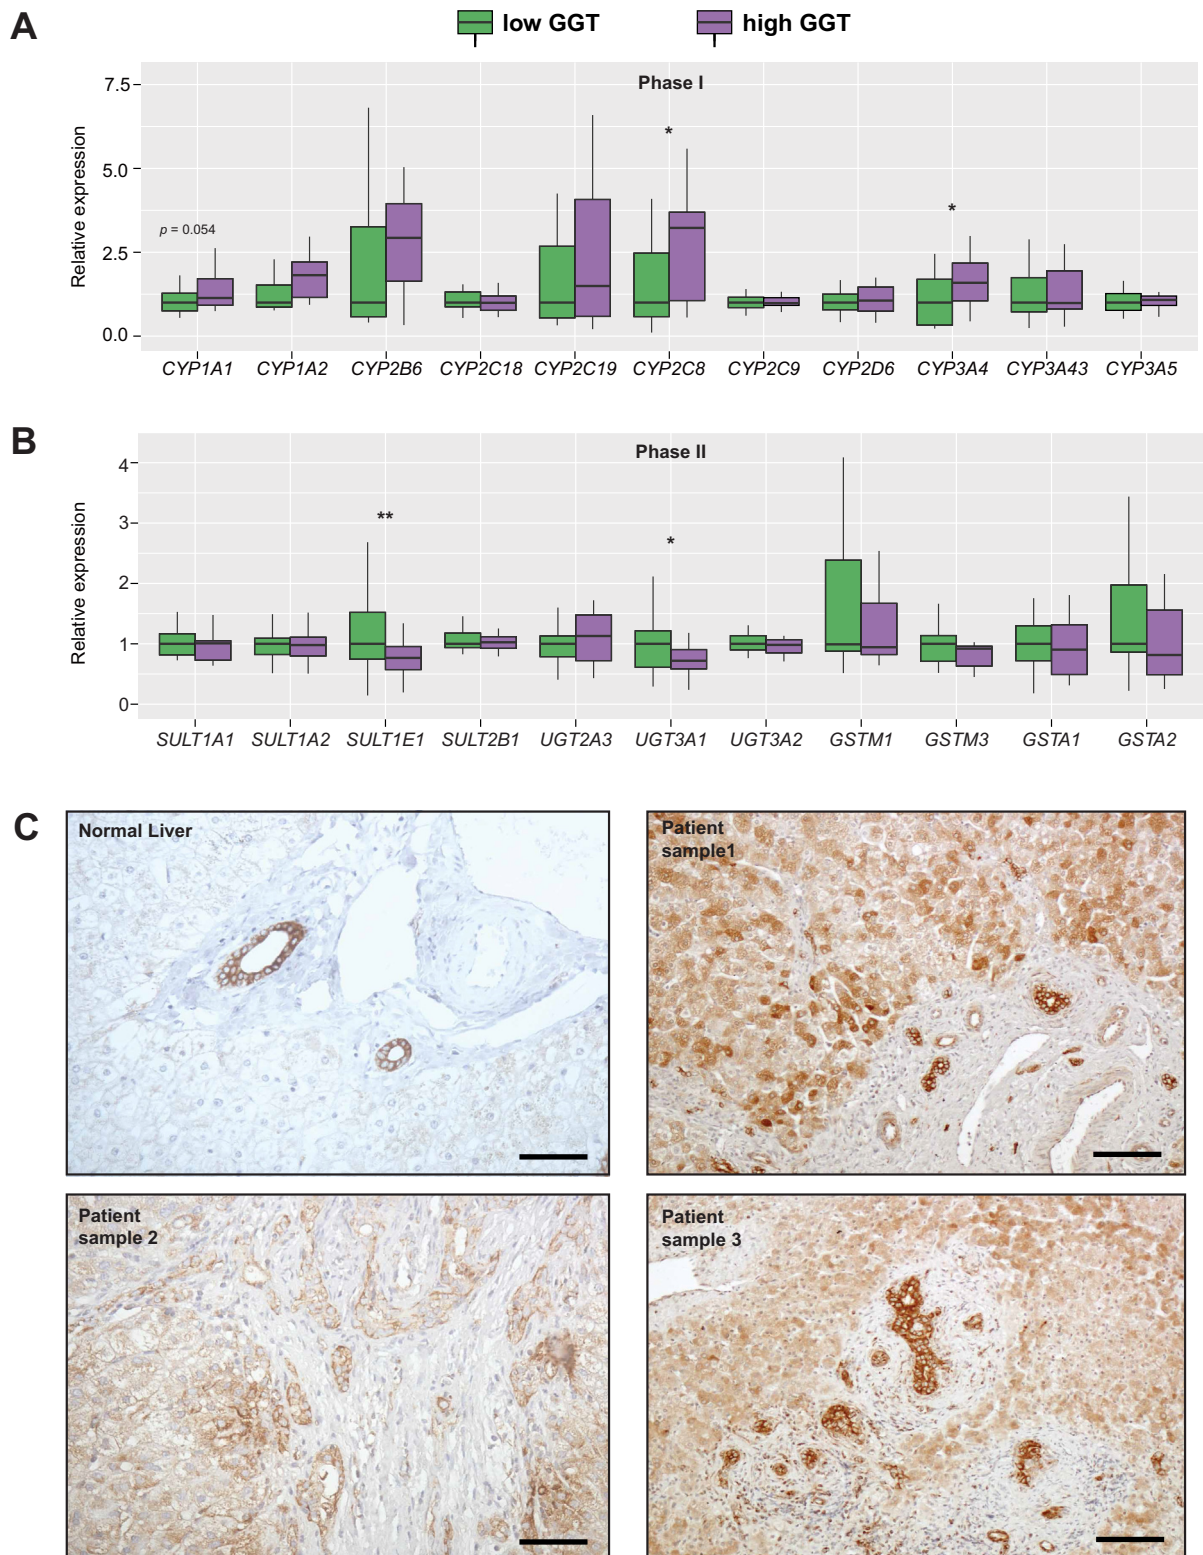 A
low GGT
high GGT
Phase I
Relative expression
7.5
5.0
2.5
0.0
p = 0.054
*
*
CYP1A1 CYP1A2 CYP2B6 CYP2C18 CYP2C19 CYP2C8 CYP2C9 CYP2D6 CYP3A4 CYP3A43 CYP3A5
B
Phase II
Relative expression
4
3
2
1
0
**
*
SULT1A1 SULT1A2 SULT1E1 SULT2B1 UGT2A3 UGT3A1 UGT3A2 GSTM1 GSTM3 GSTA1 GSTA2
C
Normal Liver
Patient
sample1
Patient
sample 2
Patient
sample 3